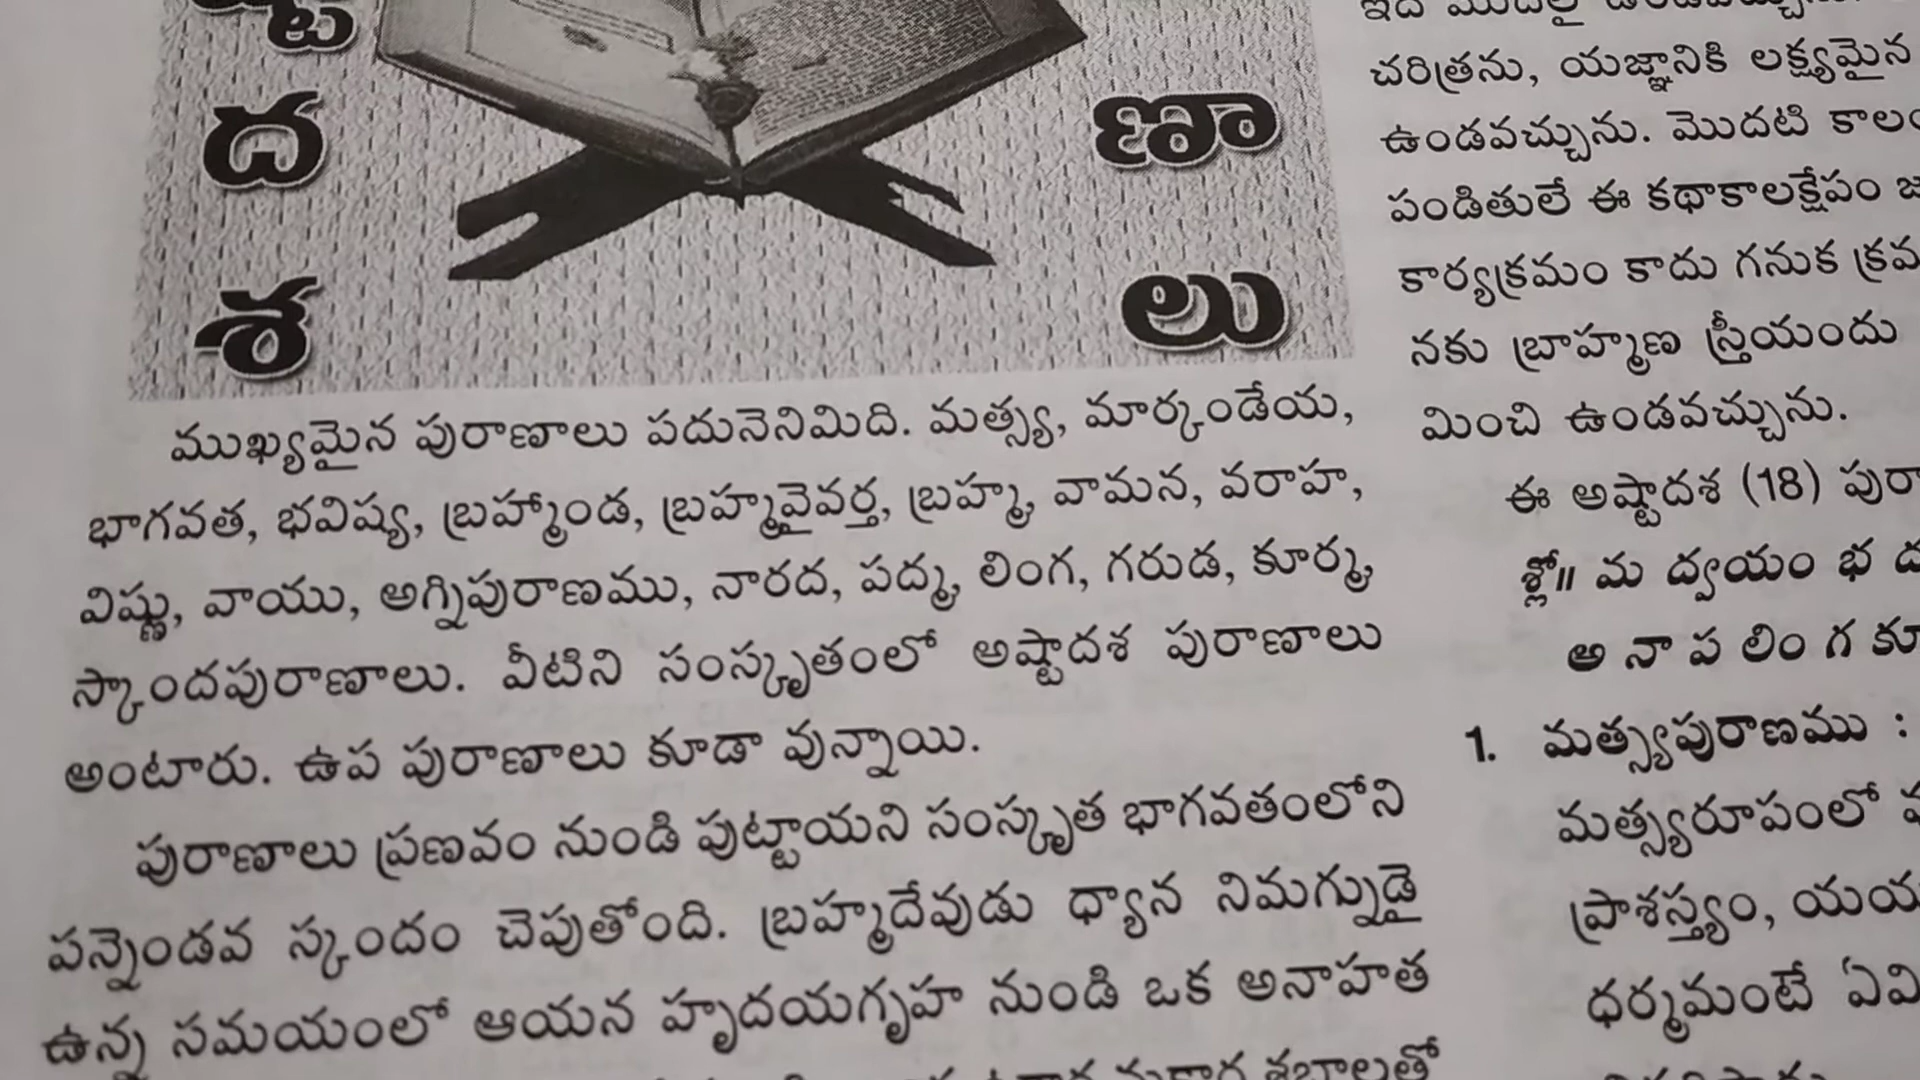 ద
శ
ణా
లు
ముఖ్యమైన పురాణాలు పదునెనిమిది. మత్స్య, మార్కండేయ,
భాగవత, భవిష్య, బ్రహ్మాండ, బ్రహ్మవైవర్త, బ్రహ్మ, వామన, వరాహ,
విష్ణు, వాయు, అగ్నిపురాణము, నారద, పద్మ, లింగ, గరుడ, కూర్మ,
స్కాందపురాణాలు. వీటిని సంస్కృతంలో అష్టాదశ పురాణాలు
అంటారు. ఉప పురాణాలు కూడా వున్నాయి.
పురాణాలు ప్రణవం నుండి పుట్టాయని సంస్కృత భాగవతంలోని
పన్నెండవ స్కందం చెపుతోంది. బ్రహ్మదేవుడు ధ్యాన నిమగ్నుడై
ఉన్న సమయంలో ఆయన హృదయగృహ నుండి ఒక అనాహత
చరిత్రను, యజ్ఞానికి లక్ష్యమైన
ఉండవచ్చును. మొదటి
పండితులే ఈ కథాకాలక్షేపం
కార్యక్రమం కాదు గనుక
నకు బ్రాహ్మణ స్త్రీయందు
మించి ఉండవచ్చును.
ఈ అష్టాదశ (18)
శ్లో॥ మ ద్వయం భ
అ నా ప లిం గ
1. మత్స్యపురాణము :
మత్స్యరూపంలో
ప్రాశస్త్యం,
ధర్మమంటే